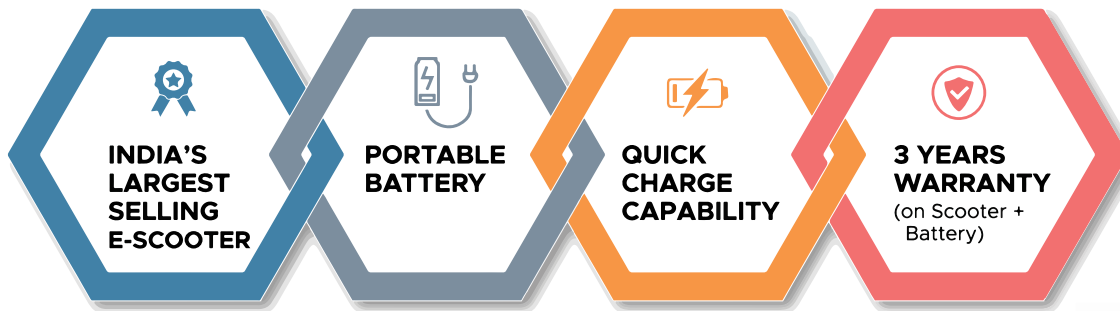 INDIA’S
LARGEST
SELLING
E-SCOOTER
PORTABLE
BATTERY
QUICK
CHARGE
CAPABILITY
3 YEARS
WARRANTY
(on Scooter +
Battery)